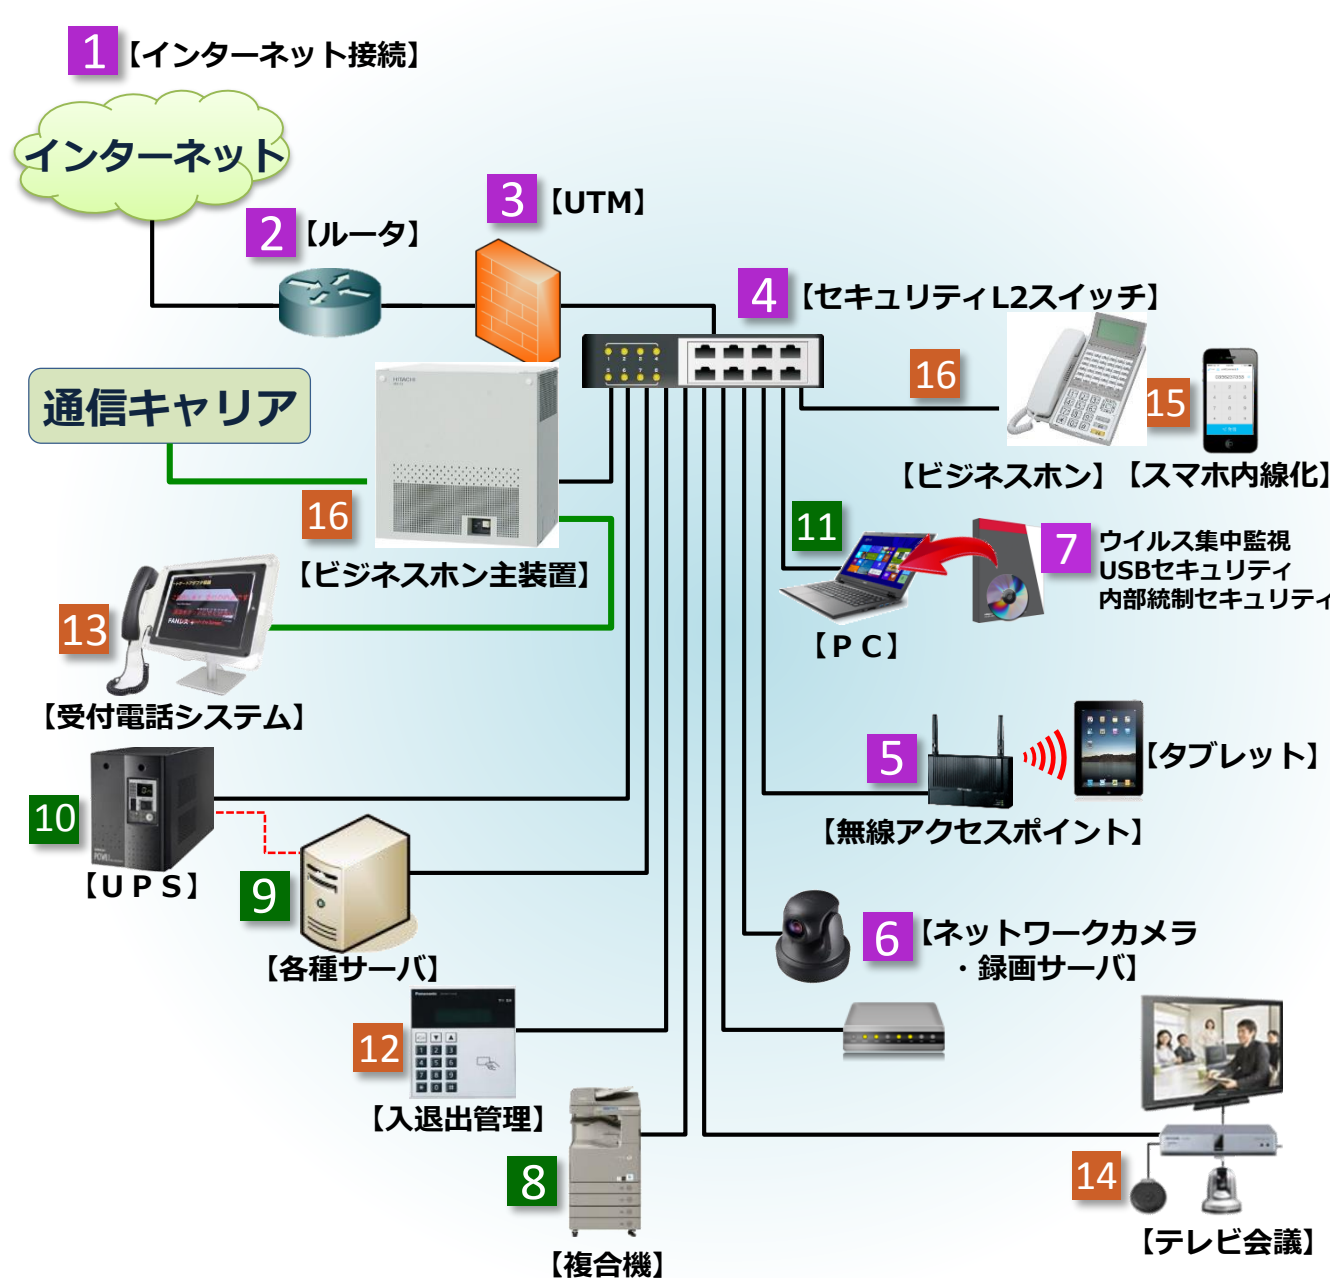 1
【インターネット接続】
インターネット
2
【ルータ】
3
【UTM】
4
【セキュリティL2スイッチ】
通信キャリア
HITACHI
16
【ビジネスホン主装置】
16
【ビジネスホン】
15
【スマホ内線化】
11
【ＰＣ】
7
ウイルス集中監視
USBセキュリティ
内部統制セキュリティ
13
【受付電話システム】
5
【タブレット】
【無線アクセスポイント】
10
【ＵＰＳ】
9
【各種サーバ】
6
【ネットワークカメラ
・録画サーバ】
Panasonic
12
【入退出管理】
8
【複合機】
14
【テレビ会議】